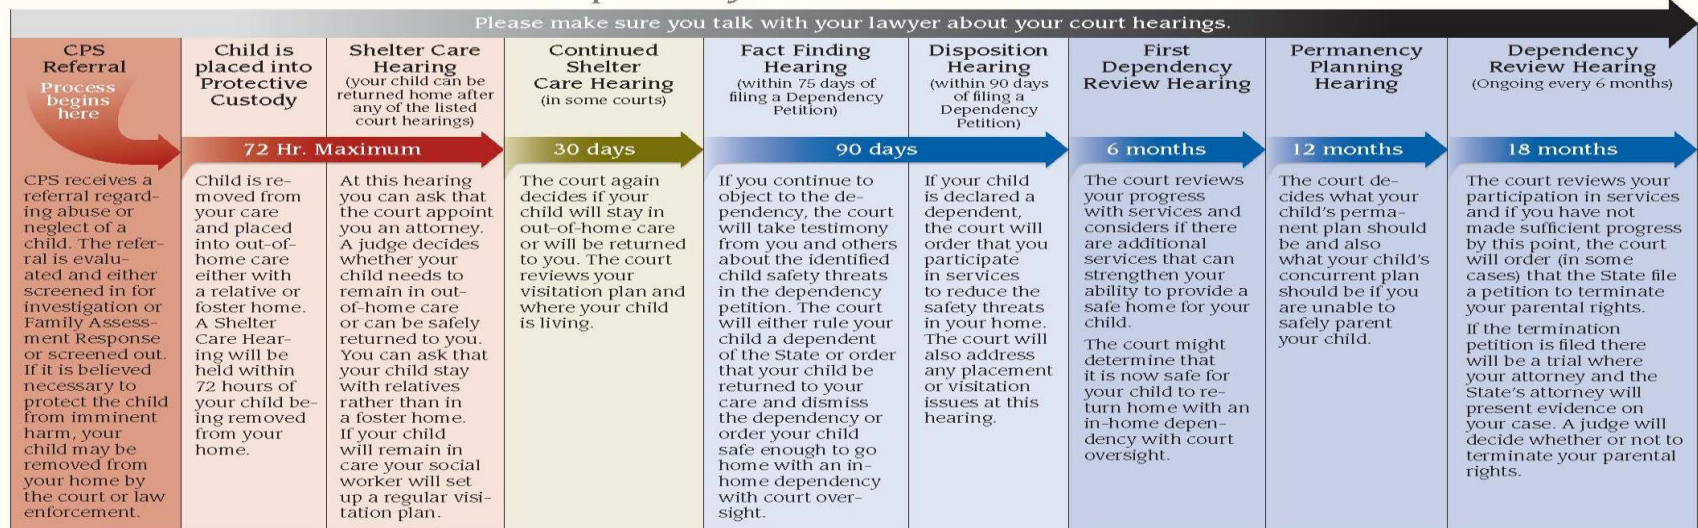 Please make sure you talk with your lawyer about your court hearings.
CPS
Referral
Process
begins
here
CPS receives a
referral regard-
ing abuse or
neglect of a
child. The refer-
ral is evalu-
ated and either
screened in for
investigation or
Family Assess-
ment Response
or screened out.
If it is believed
necessary to
protect the child
from imminent
harm, your
child may be
removed from
your home by
the court or law
enforcement.
Child is
placed into
Protective
Custody
72 Hr. Maximum
Child is re-
moved from
your care
and placed
into out-of-
home care
either with
a relative or
foster home.
A Shelter
Care Hear-
ing will be
held within
72 hours of
your child be-
ing removed
from your
home.
Shelter Care
Hearing
(your child can be
returned home after
any of the listed
court hearings)
At this hearing
you can ask that
the court appoint
you an attorney.
A judge decides
whether your
child needs to
remain in out-
of-home care
or can be safely
returned to you.
You can ask that
your child stay
with relatives
rather than in
a foster home.
If your child
will remain in
care your social
worker will set
up a regular visi-
tation plan.
Continued
Shelter
Care Hearing
(in some courts)
30 days
The court again
decides if your
child will stay in
out-of-home care
or will be returned
to you. The court
reviews your
visitation plan and
where your child
is living.
Fact Finding
Hearing
(within 75 days of
filing a Dependency
Petition)
90 days
If you continue to
object to the de-
pendency, the court
will take testimony
from you and others
about the identified
child safety threats
in the dependency
petition. The court
will either rule your
child a dependent
of the State or order
that your child be
returned to your
care and dismiss
the dependency or
order your child
safe enough to go
home with an in-
home dependency
with court over-
sight.
Disposition
Hearing
(within 90 days
of filing a
Dependency
Petition)
If your child
is declared a
dependent,
the court will
order that you
participate
in services
to reduce the
safety threats
in your home.
The court will
also address
any placement
or visitation
issues at this
hearing.
First
Dependency
Review Hearing
6 months
The court reviews
your progress
with services and
considers if there
are additional
services that can
strengthen your
ability to provide a
safe home for your
child.
The court might
determine that
it is now safe for
your child to re-
turn home with an
in-home depen-
dency with court
oversight.
Permanency
Planning
Hearing
12 months
The court de-
cides what your
child's perma-
nent plan should
be and also
what your child's
concurrent plan
should be if you
are unable to
safely parent
your child.
Dependency
Review Hearing
(Ongoing every 6 months)
18 months
The court reviews your
participation in services
and if you have not
made sufficient progress
by this point, the court
will order (in some
cases) that the State file
a petition to terminate
your parental rights.
If the termination
petition is filed there
will be a trial where
your attorney and the
State's attorney will
present evidence on
your case. A judge will
decide whether or not to
terminate your parental
rights.